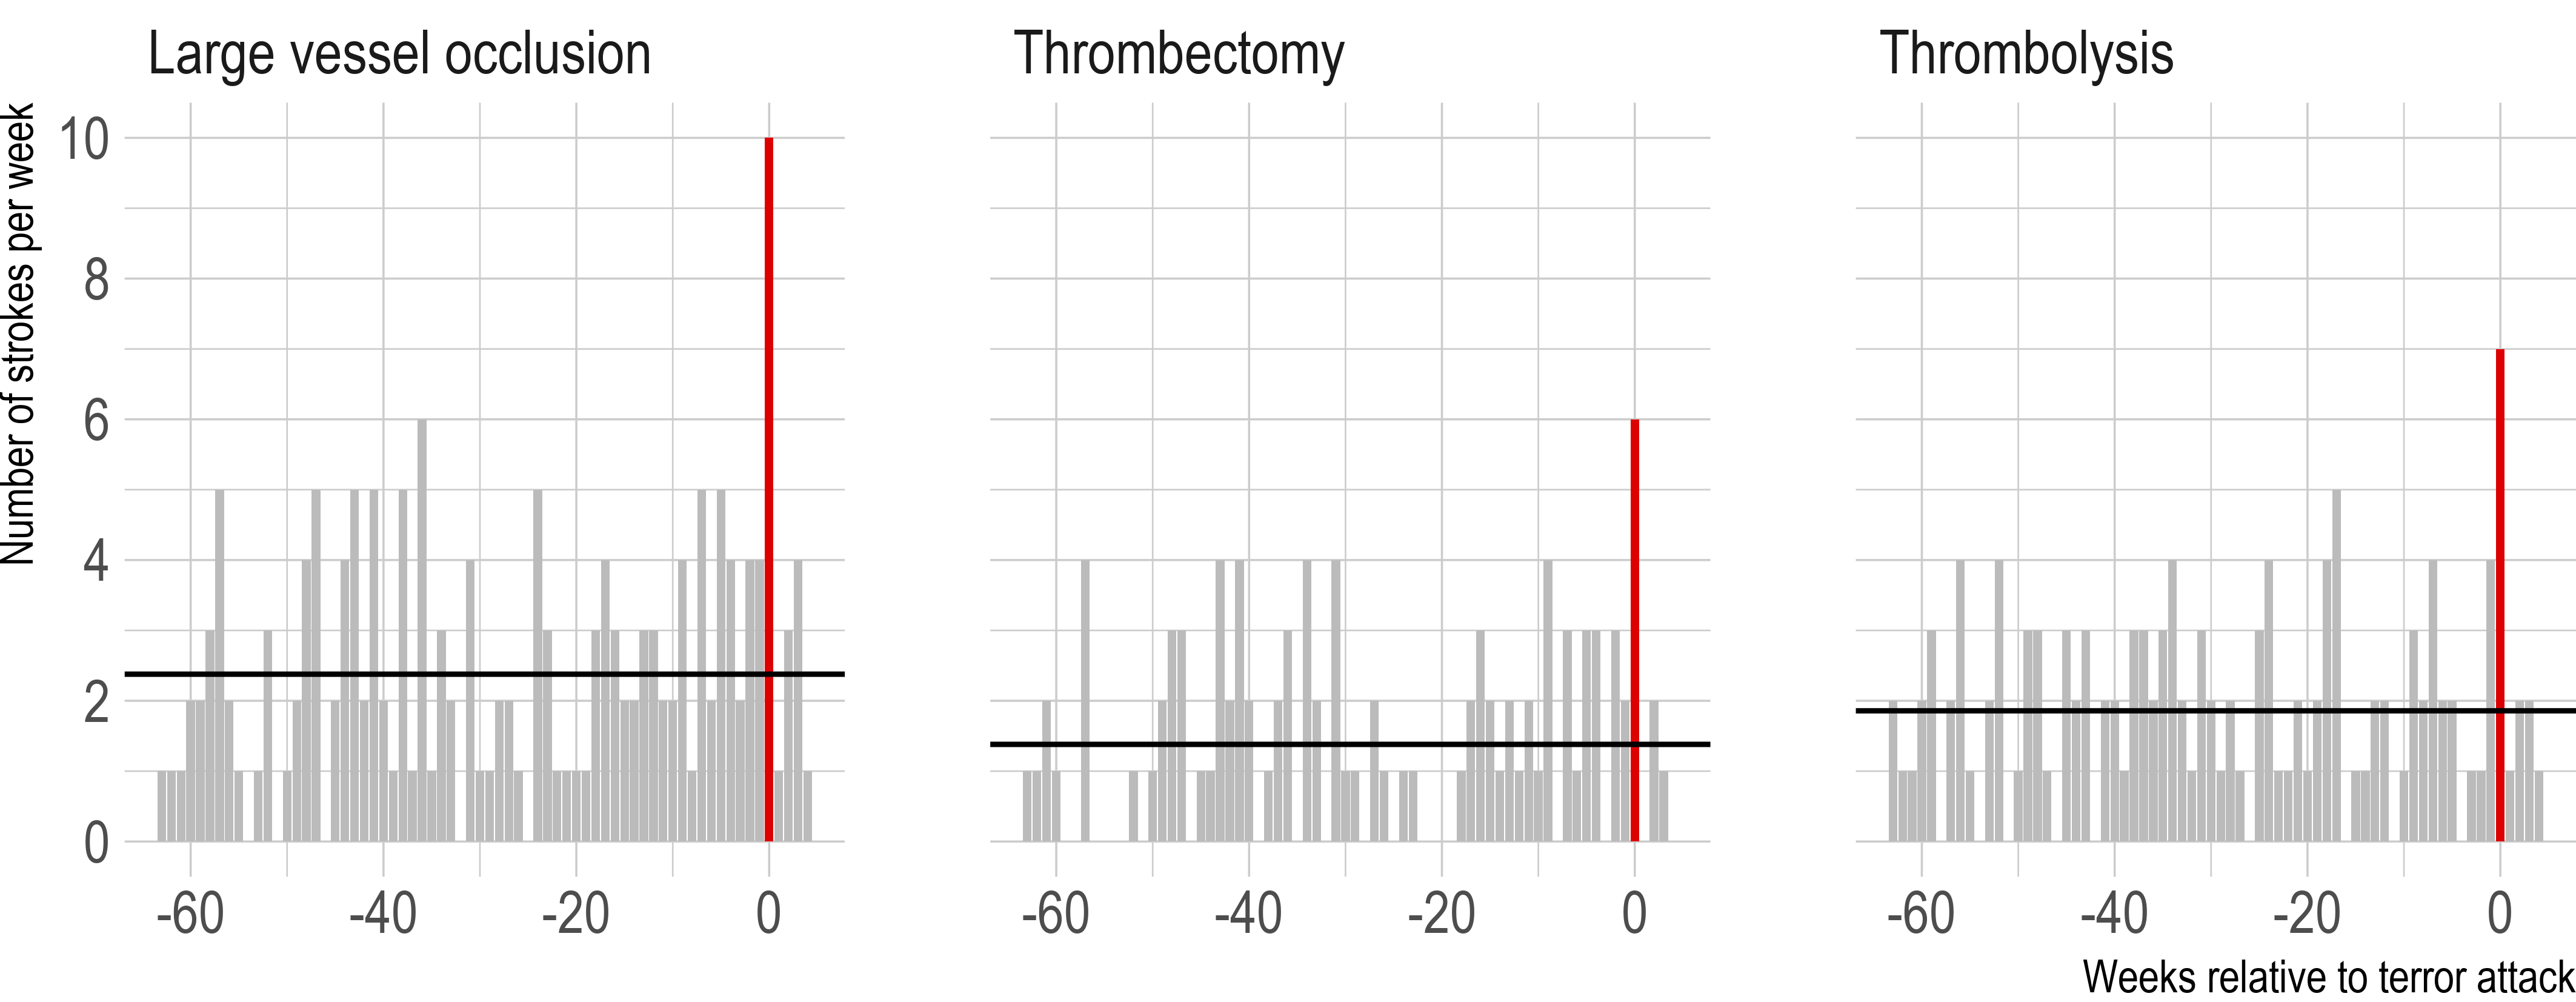 Large vessel occlusion
Thrombectomy
Thrombolysis
Number of strokes per week
10
8
6
4
2
0
-60 -40 -20 0
-60 -40 -20 0
-60 -40 -20 0
Weeks relative to terror attack